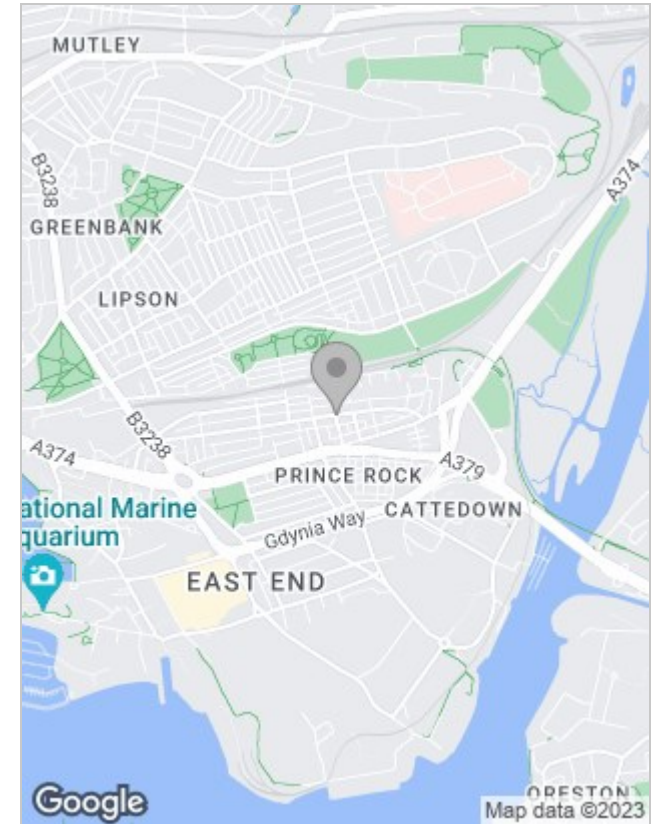 MUTLEY
B3238
A374
GREENBANK
LIPSON
B3238
A374
A379
PRINCE ROCK
ational Marine
quarium
CATTEDOWN
Gdynia Way
EAST END
ORESTON
Google
Map data ©2023